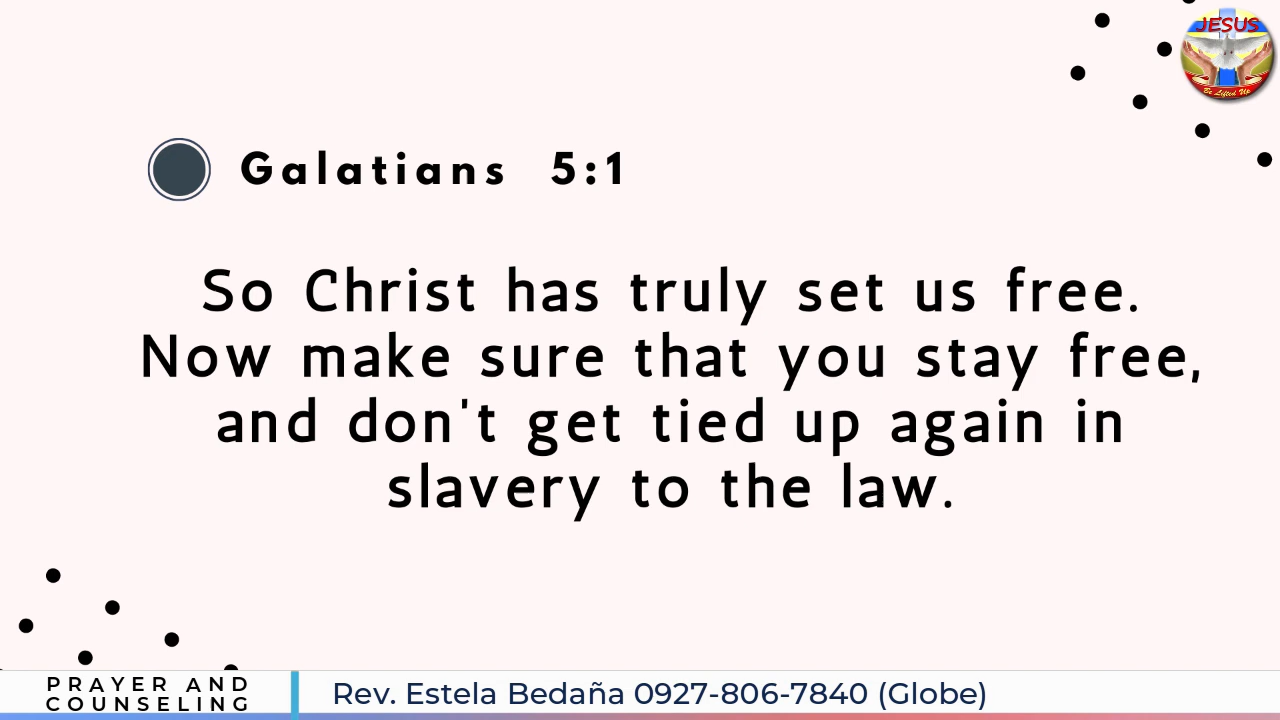 JESUS
Be Lifted Up
Galatians 5:1
So Christ has truly set us free.
Now make sure that you stay free,
and don't get tied up again in
slavery to the law.
PRAYER AND
COUNSELING
Rev. Estela Bedaña 0927-806-7840 (Globe)